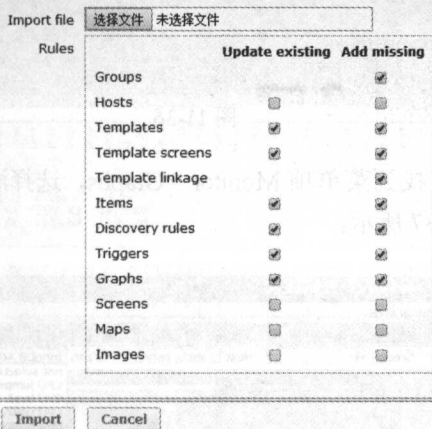 Import file 选择文件 未选择文件
Rules
Update existing Add missing
Groups
Hosts
Templates
Template screens
Template linkage
Items
Discovery rules
Triggers
Graphs
Screens
Maps
Images
Import Cancel